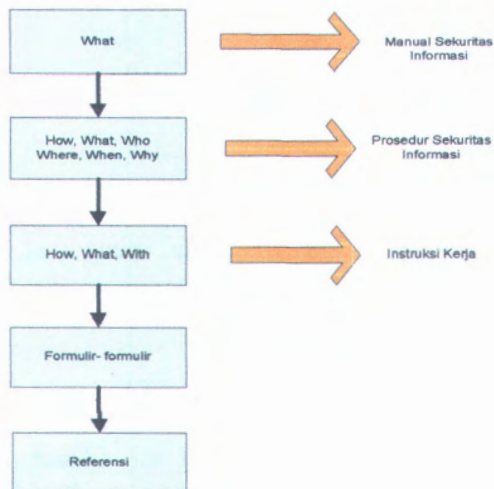 What
Manual Sekuritas
Informasi
How, What, Who
Where, When, Why
Prosedur Sekuritas
Informasi
How, What, With
Instruksi Kerja
Formulir- formulir
Referensi